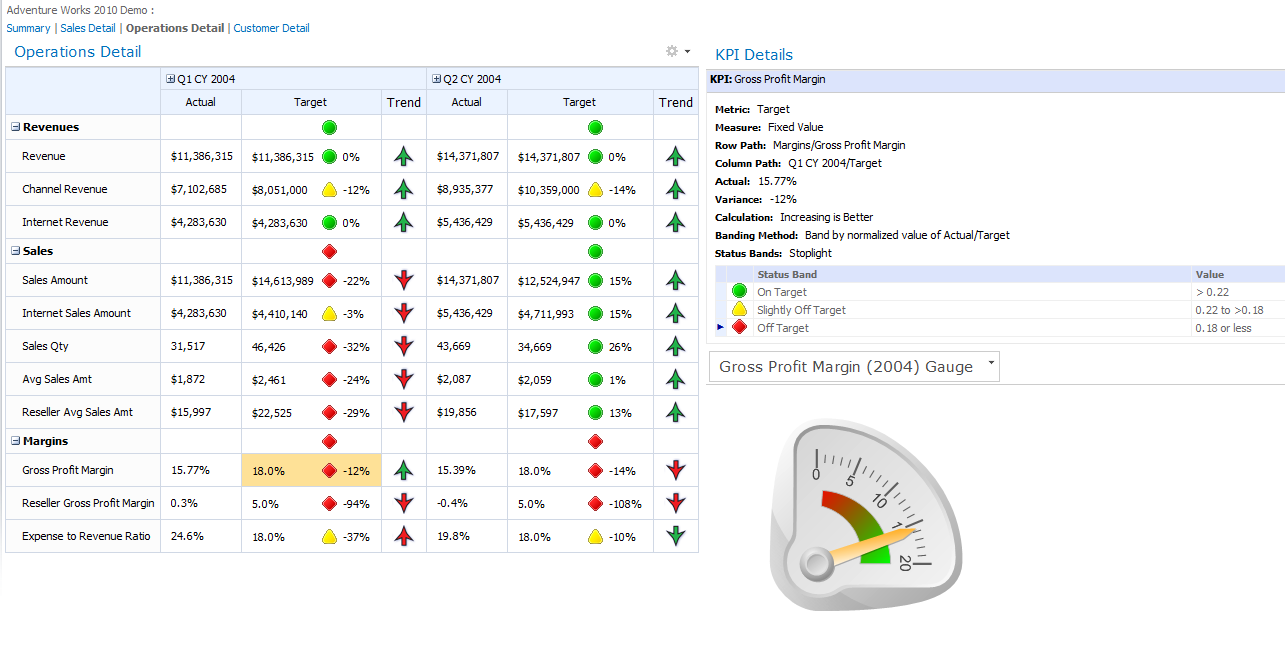 Adventure Works 2010 Demo :
Summary | Sales Detail | Operations Detail | Customer Detail
Operations Detail
Q1 CY 2004 Q2 CY 2004
Actual Target Trend Actual Target Trend
Revenues
Revenue $11,386,315 $11,386,315 0% $14,371,807 $14,371,807 0%
Channel Revenue $7,102,685 $8,051,000 -12% $8,935,377 $10,359,000 -14%
Internet Revenue $4,283,630 $4,283,630 0% $5,436,429 $5,436,429 0%
Sales
Sales Amount $11,386,315 $14,613,989 -22% $14,371,807 $12,524,947 15%
Internet Sales Amount $4,283,630 $4,410,140 -3% $5,436,429 $4,711,993 15%
Sales Qty 31,517 46,426 -32% 43,669 34,669 26%
Avg Sales Amt $1,872 $2,461 -24% $2,087 $2,059 1%
Reseller Avg Sales Amt $15,997 $22,525 -29% $19,856 $17,597 13%
Margins
Gross Profit Margin 15.77% 18.0% -12% 15.39% 18.0% -14%
Reseller Gross Profit Margin 0.3% 5.0% -94% -0.4% 5.0% -108%
Expense to Revenue Ratio 24.6% 18.0% -37% 19.8% 18.0% -10%
KPI Details
KPI: Gross Profit Margin
Metric: Target
Measure: Fixed Value
Row Path: Margins/Gross Profit Margin
Column Path: Q1 CY 2004/Target
Actual: 15.77%
Variance: -12%
Calculation: Increasing is Better
Banding Method: Band by normalized value of Actual/Target
Status Bands: Stoplight
Status Band Value
On Target > 0.22
Slightly Off Target 0.22 to >0.18
Off Target 0.18 or less
Gross Profit Margin (2004) Gauge
0
5
10
1
20